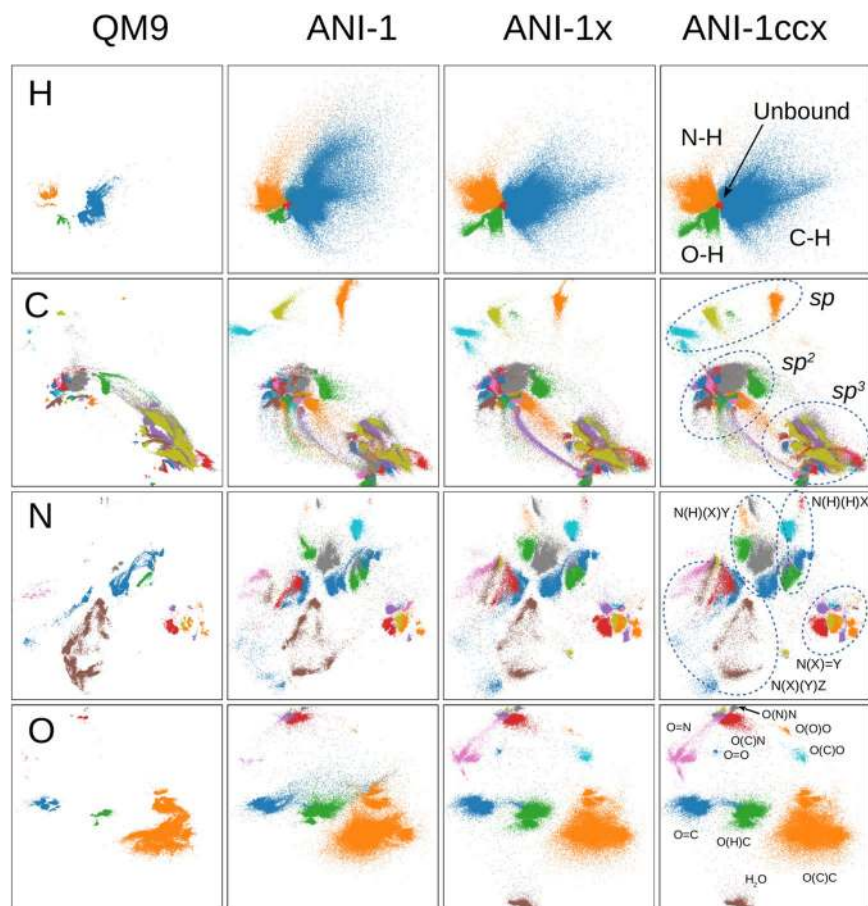 QM9 ANI-1 ANI-1x ANI-1ccx
H
Unbound
N-H
C-H
O-H
C
sp
sp²
sp³
N
N(H)(H)X
N(H)(X)Y
N(X)=Y
N(X)(Y)Z
O
O(N)N
O=N
O(O)O
O(C)N
O=O
O(C)O
O=C
O(H)C
O(C)C
H₂O